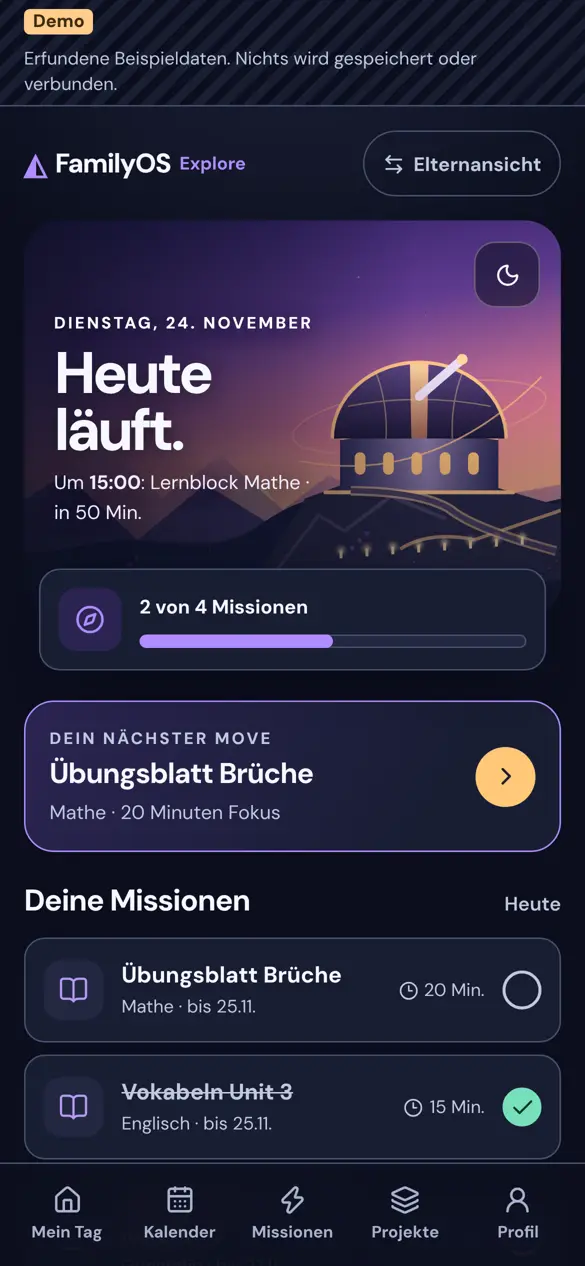 Demo
Erfundene Beispieldaten. Nichts wird gespeichert oder
verbunden.
FamilyOS Explore
Elternansicht
DIENSTAG, 24. NOVEMBER
Heute
läuft.
Um 15:00: Lernblock Mathe ·
in 50 Min.
2 von 4 Missionen
DEIN NÄCHSTER MOVE
Übungsblatt Brüche
Mathe · 20 Minuten Fokus
Deine Missionen
Heute
Übungsblatt Brüche
Mathe · bis 25.11.
20 Min.
Vokabeln Unit 3
Englisch · bis 25.11.
15 Min.
Mein Tag
Kalender
Missionen
Projekte
Profil